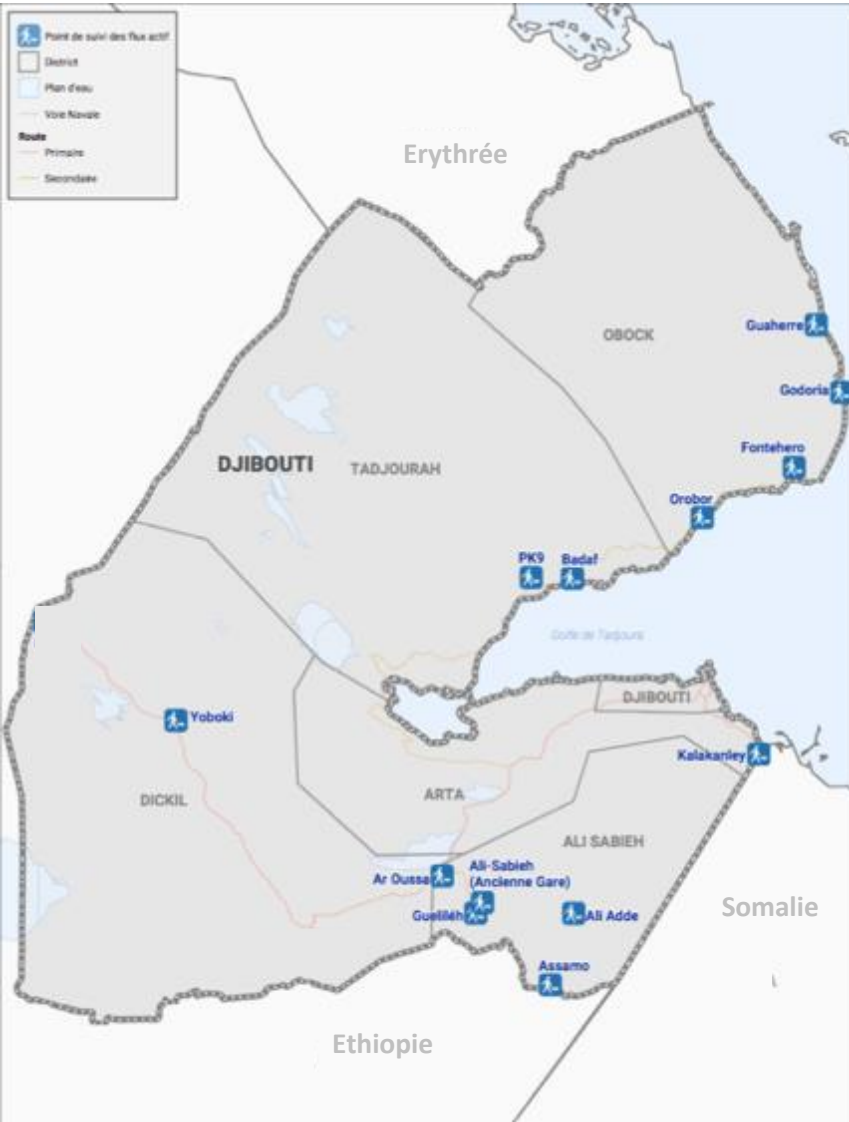 Point de suivi des flux actif
District
Plan d'eau
Voie Navale
Route
Primaire
Secondaire
Erythrée
OBOCK
Guaherre
Godoria
Fontehero
Orobor
DJIBOUTI
TADJOURAH
PK9
Badaf
Golfe de Tadjoura
DJIBOUTI
Yoboki
Kalakanley
DICKIL
ARTA
ALI SABIEH
Ar Oussa
Ali-Sabieh
(Ancienne Gare)
Gueliléh
Ali Adde
Somalie
Assamo
Ethiopie